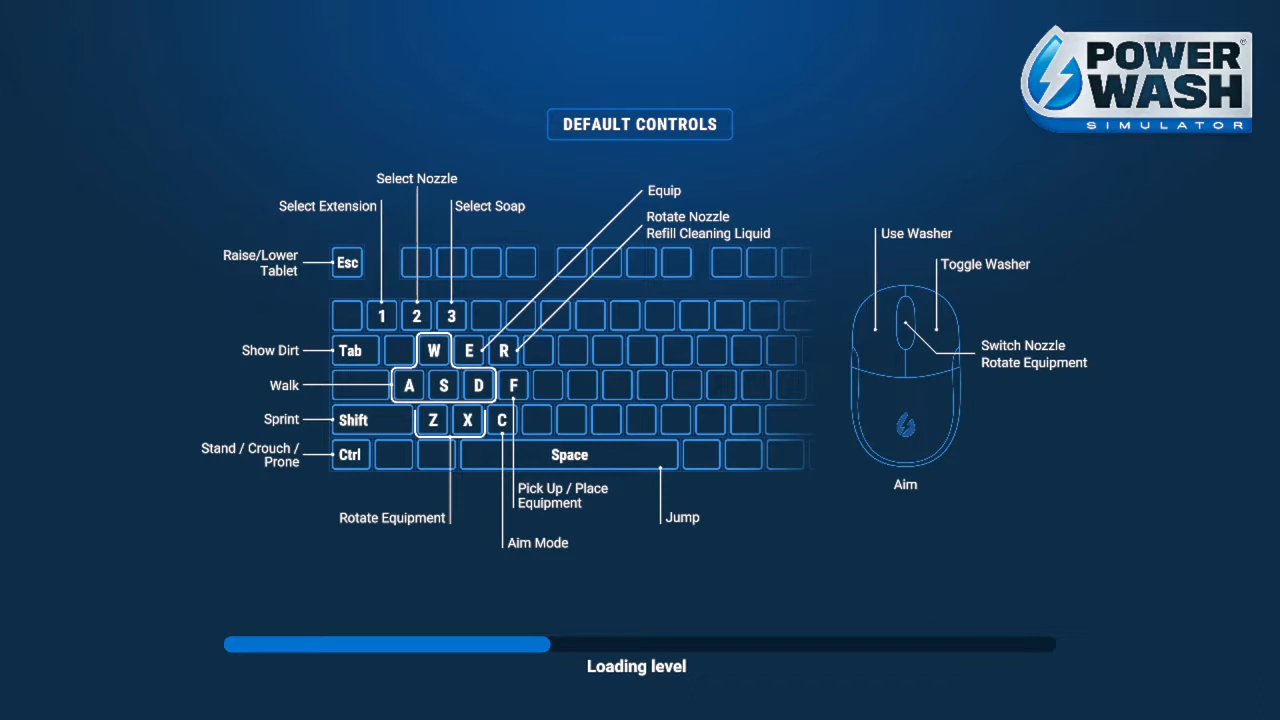 POWER
WASH
SIMULATOR
DEFAULT CONTROLS
Select Nozzle
Select Extension
Select Soap
Equip
Rotate Nozzle
Refill Cleaning Liquid
Raise/Lower
Tablet
Esc
1 2 3
Show Dirt
Tab W E R
Walk
A S D F
Sprint
Shift Z X C
Stand / Crouch /
Prone
Ctrl Space
Rotate Equipment
Pick Up / Place
Equipment
Aim Mode
Jump
Use Washer
Toggle Washer
Switch Nozzle
Rotate Equipment
Aim
Loading level